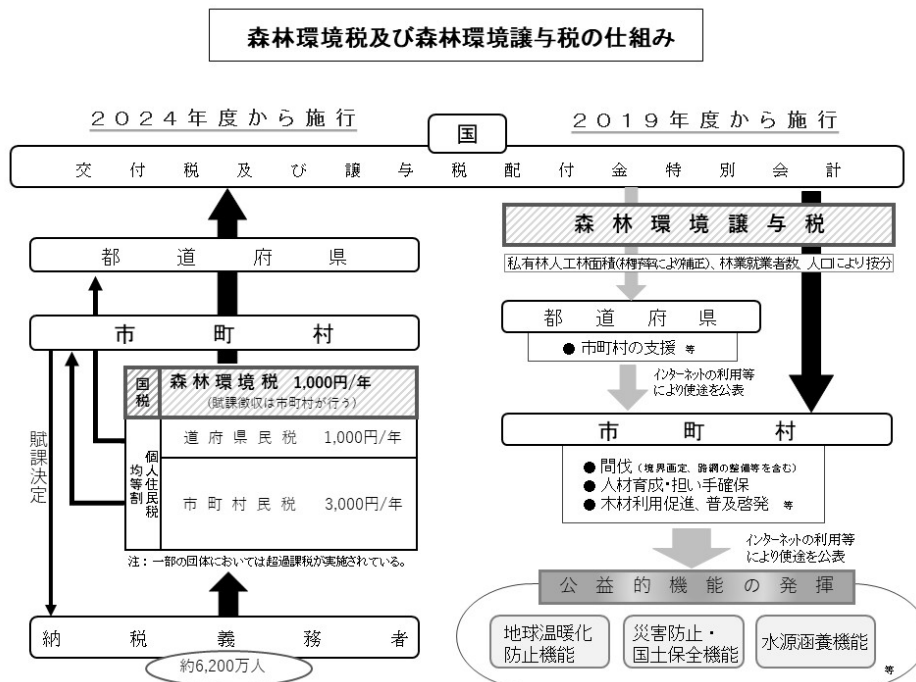 森林環境税及び森林環境譲与税の仕組み
2024年度から施行
国
2019年度から施行
交付税及び譲与税配付金特別会計
都道府県
市町村
国税
森林環境税 1,000円/年
(賦課徴収は市町村が行う)
個人住民税
均等割
道府県民税 1,000円/年
市町村民税 3,000円/年
賦課決定
注:一部の団体においては超過課税が実施されている。
納税義務者
約6,200万人
森林環境譲与税
私有林人工林面積(林野率により補正)、林業就業者数、人口により按分
都道府県
● 市町村の支援 等
インターネットの利用等
により使途を公表
市町村
● 間伐(境界画定、路網の整備等を含む)
● 人材育成・担い手確保
● 木材利用促進、普及啓発 等
インターネットの利用等
により使途を公表
公益的機能の発揮
地球温暖化
防止機能
災害防止・
国土保全機能
水源涵養機能
等